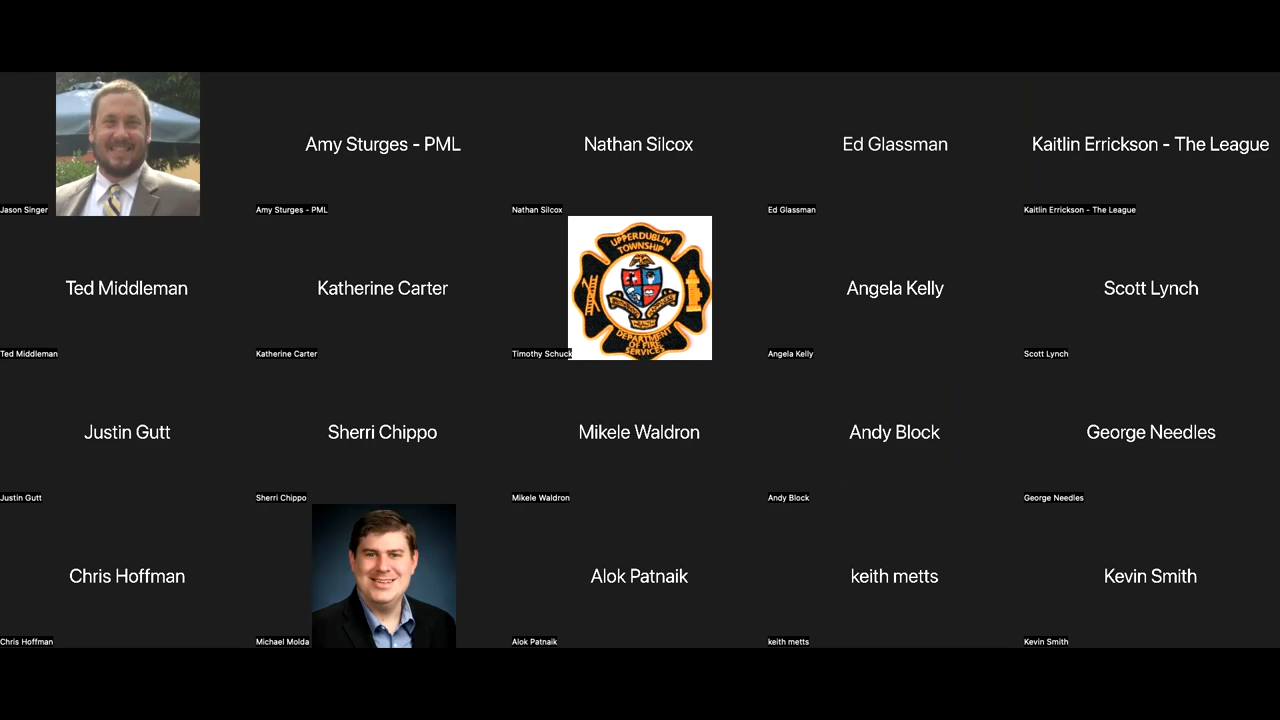 Jason Singer
Amy Sturges - PML
Amy Sturges - PML
Nathan Silcox
Nathan Silcox
Ed Glassman
Ed Glassman
Kaitlin Errickson - The League
Kaitlin Errickson - The League
Ted Middleman
Ted Middleman
Katherine Carter
Katherine Carter
UPPER DUBLIN
TOWNSHIP
DEPARTMENT
OF FIRE
SERVICES
Timothy Schuck
Angela Kelly
Angela Kelly
Scott Lynch
Scott Lynch
Justin Gutt
Justin Gutt
Sherri Chippo
Sherri Chippo
Mikele Waldron
Mikele Waldron
Andy Block
Andy Block
George Needles
George Needles
Chris Hoffman
Chris Hoffman
Michael Molda
Alok Patnaik
Alok Patnaik
keith metts
keith metts
Kevin Smith
Kevin Smith